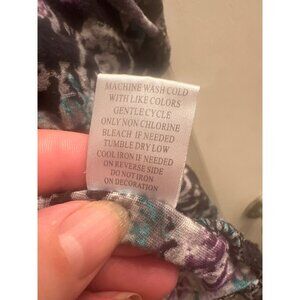 MACHINE WASH COLD
WITH LIKE COLORS
GENTLE CYCLE
ONLY NON CHLORINE
BLEACH IF NEEDED
TUMBLE DRY LOW
COOL IRON IF NEEDED
ON REVERSE SIDE
DO NOT IRON
ON DECORATION